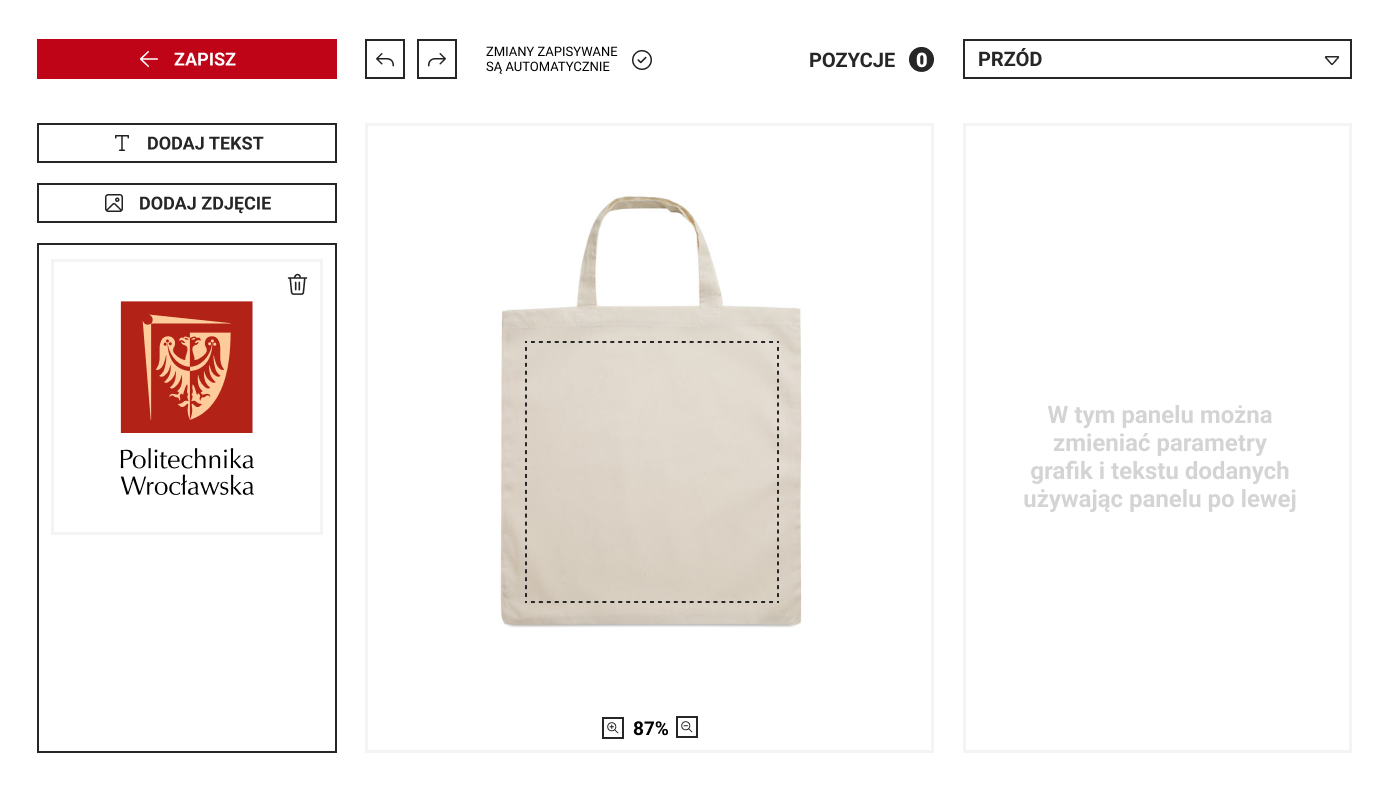 ZAPISZ
ZMIANY ZAPISYWANE
SĄ AUTOMATYCZNIE
POZYCJE 0
PRZÓD
DODAJ TEKST
DODAJ ZDJĘCIE
Politechnika
Wrocławska
87%
W tym panelu można
zmieniać parametry
grafik i tekstu dodanych
używając panelu po lewej